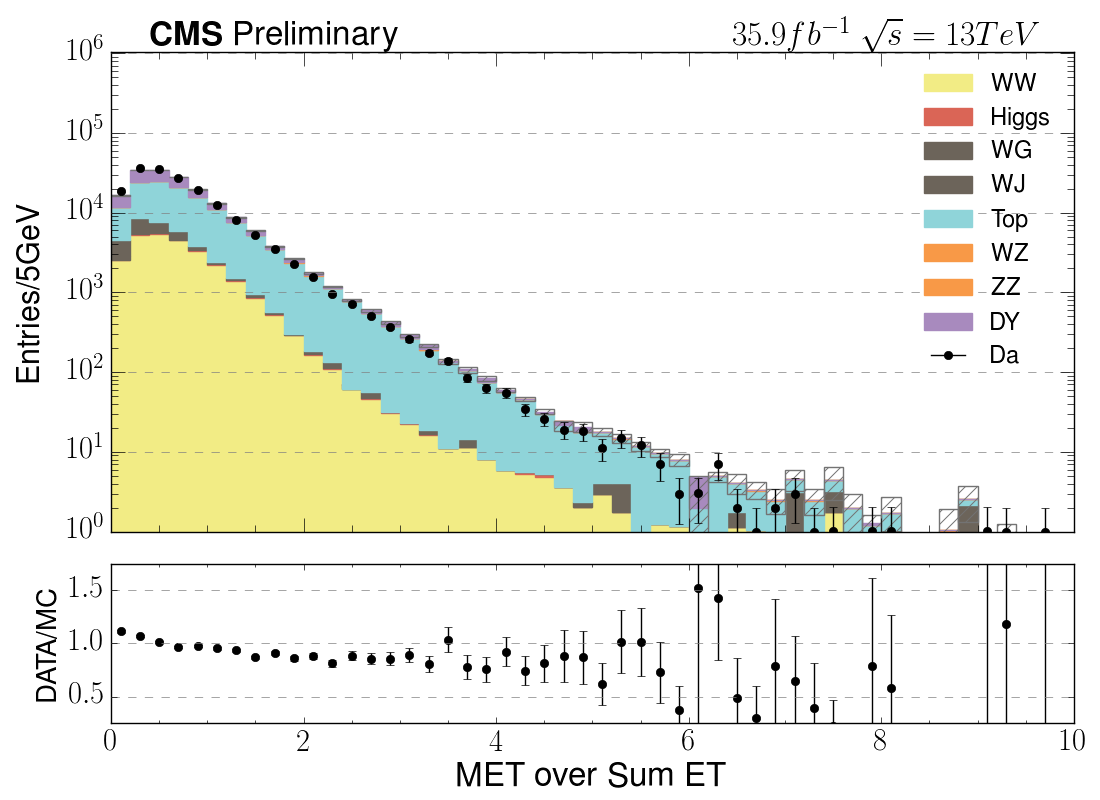 CMS Preliminary 35.9fb⁻¹ √s = 13TeV
10⁶
10⁵
10⁴
10³
10²
10¹
10⁰
Entries/5GeV
WW
Higgs
WG
WJ
Top
WZ
ZZ
DY
Da
1.5
1.0
0.5
DATA/MC
0 2 4 6 8 10
MET over Sum ET